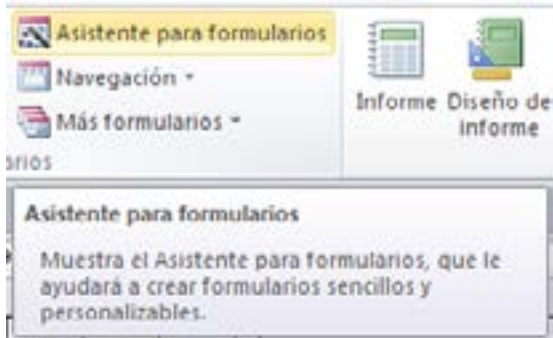 Asistente para formularios
Navegación
Más formularios
Informe
Diseño de
informe
arios
Asistente para formularios
Muestra el Asistente para formularios, que le
ayudará a crear formularios sencillos y
personalizables.